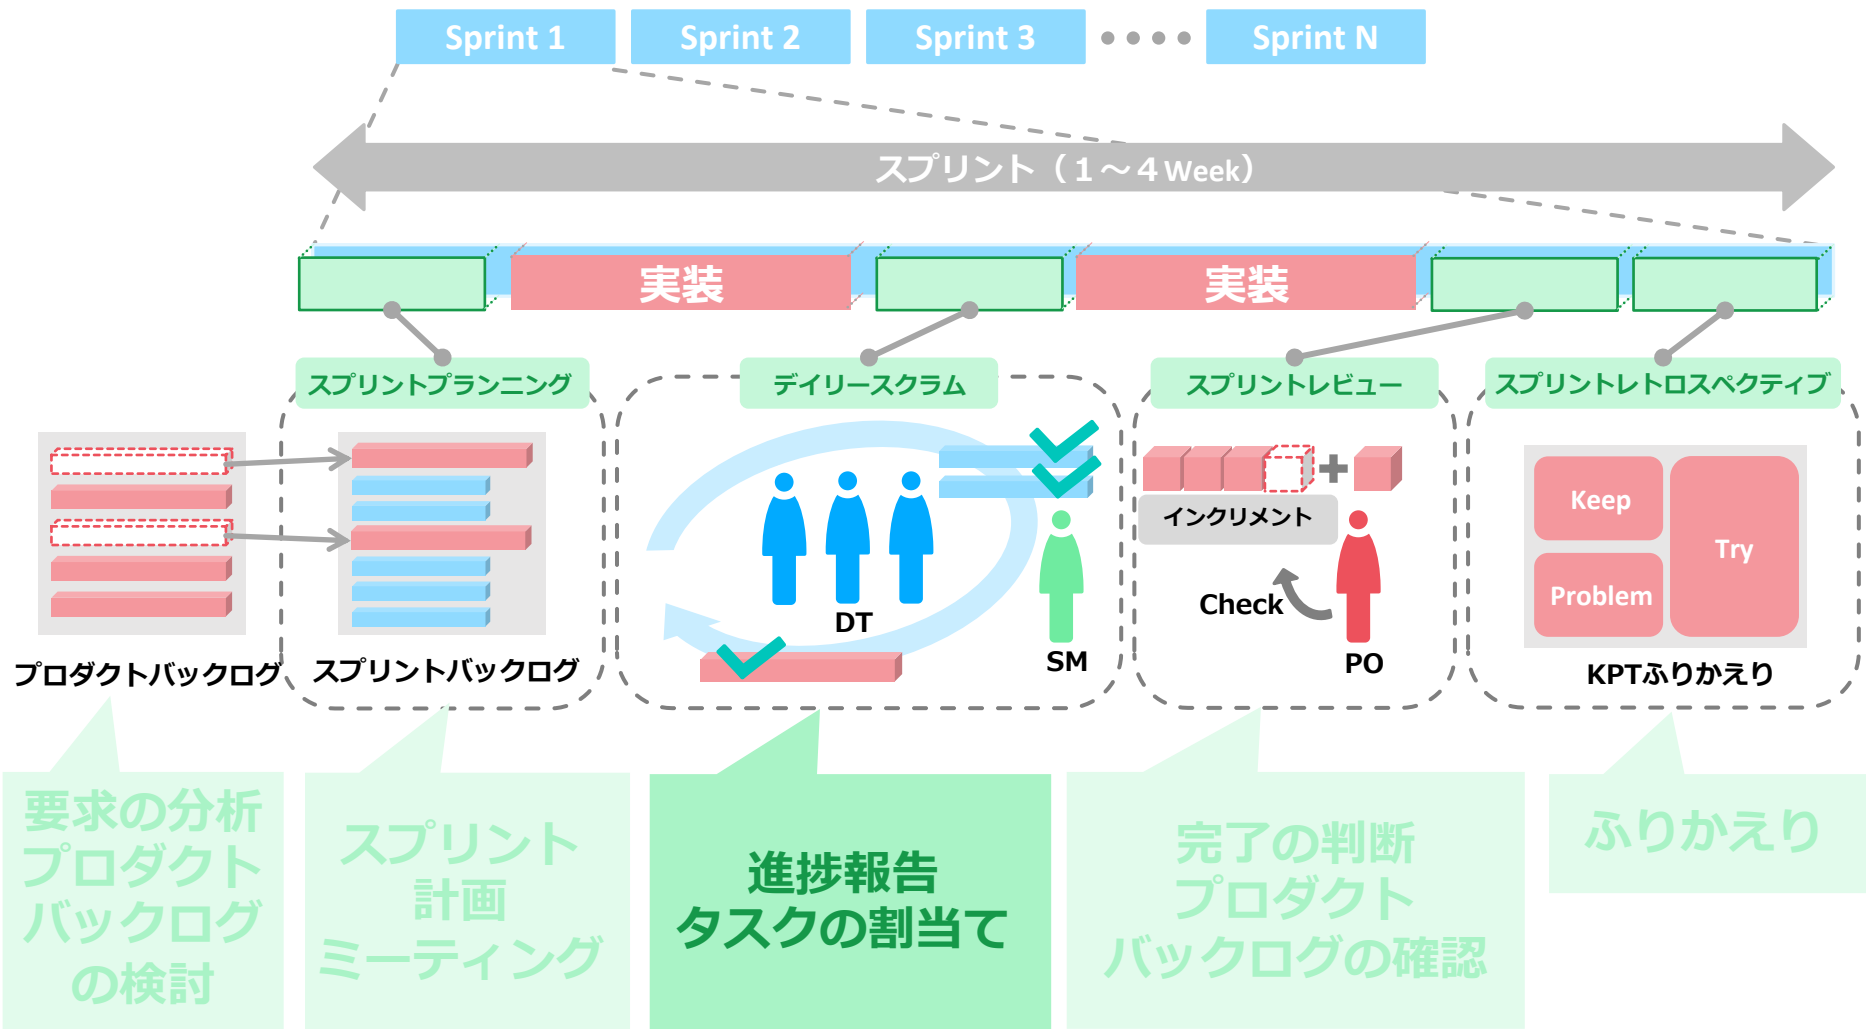 Sprint 1
Sprint 2
Sprint 3
Sprint N
スプリント（１～４Week）
実装
実装
スプリントプランニング
デイリースクラム
スプリントレビュー
スプリントレトロスペクティブ
インクリメント
Keep
Problem
Try
Check
DT
SM
PO
プロダクトバックログ
スプリントバックログ
KPTふりかえり
要求の分析
プロダクト
バックログ
の検討
スプリント
計画
ミーティング
進捗報告
タスクの割当て
完了の判断
プロダクト
バックログの確認
ふりかえり